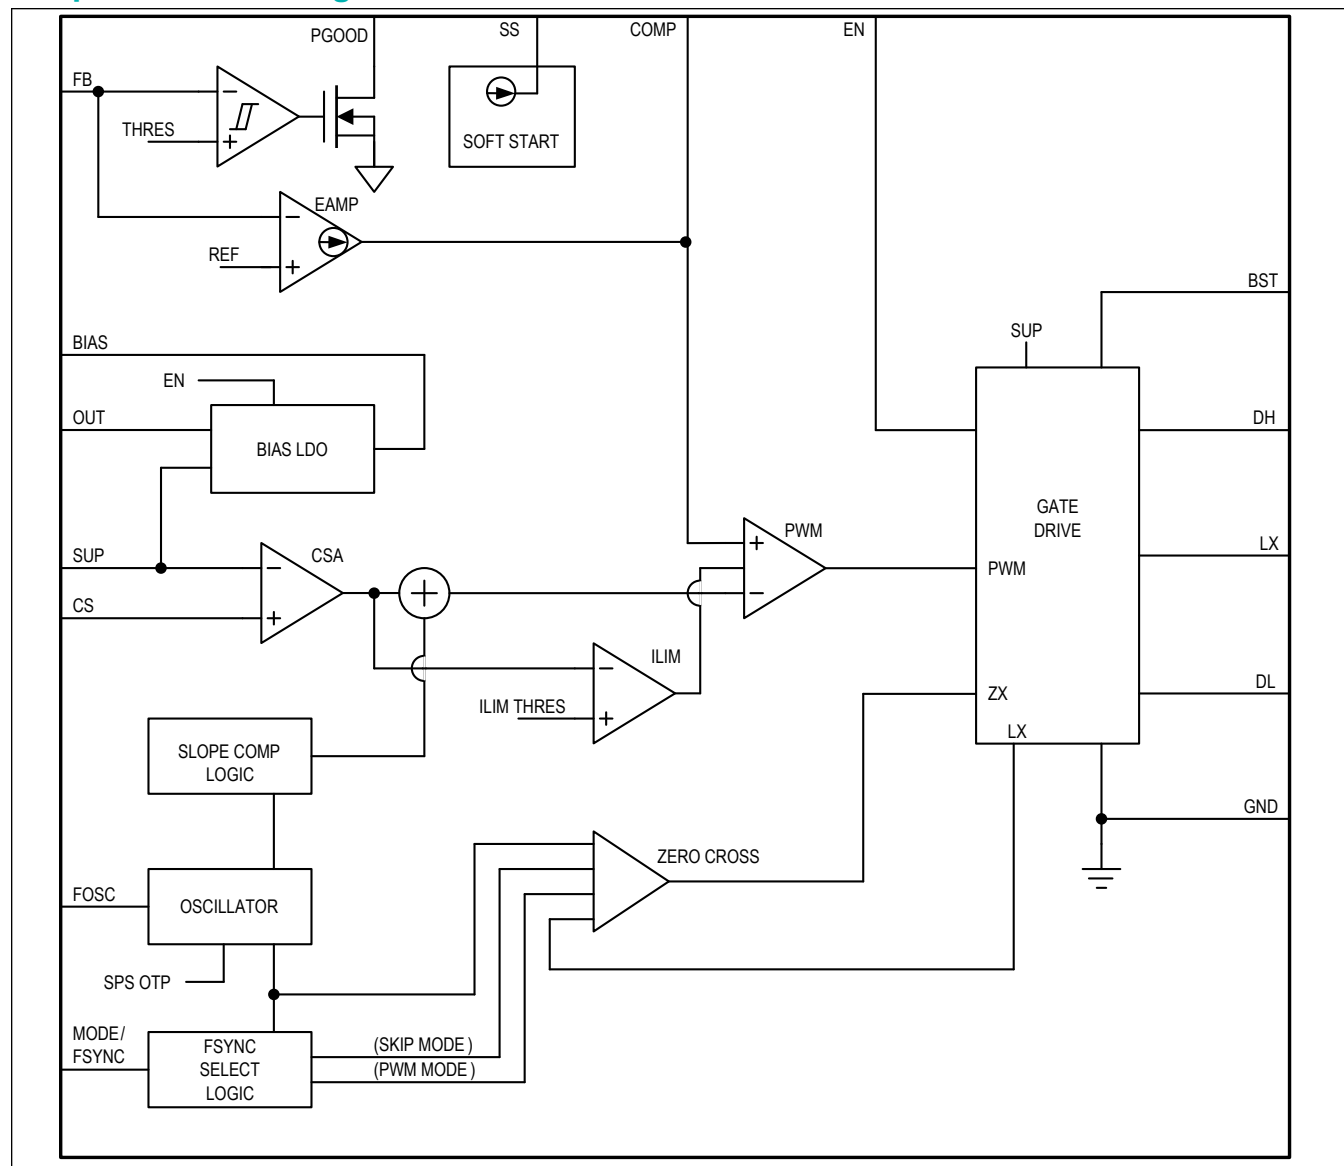 PGOOD
SS
COMP
EN
FB
−
THRES
+
SOFT START
EAMP
−
REF
+
BST
SUP
BIAS
EN
OUT
DH
BIAS LDO
GATE
DRIVE
PWM
+
LX
SUP
CSA
−
PWM
+
−
CS
+
ILIM
−
ILIM THRES
+
ZX
DL
LX
SLOPE COMP
LOGIC
GND
ZERO CROSS
FOSC
OSCILLATOR
SPS OTP
MODE/
FSYNC
FSYNC
SELECT
LOGIC
(SKIP MODE )
(PWM MODE )